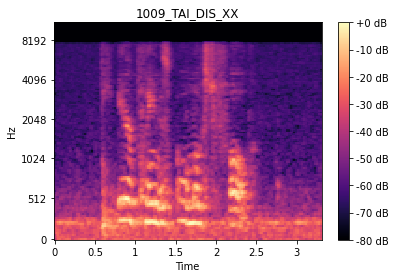 1009_TAI_DIS_XX
+0 dB
8192
-10 dB
4096
-20 dB
-30 dB
2048
Hz
-40 dB
1024
-50 dB
512
-60 dB
-70 dB
0
-80 dB
0 0.5 1 1.5 2 2.5 3
Time